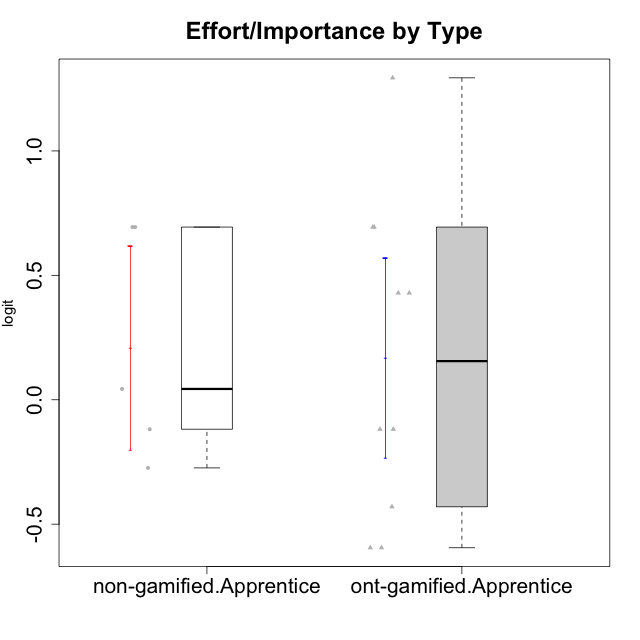 Effort/Importance by Type
logit
1.0
0.5
0.0
-0.5
non-gamified.Apprentice
ont-gamified.Apprentice